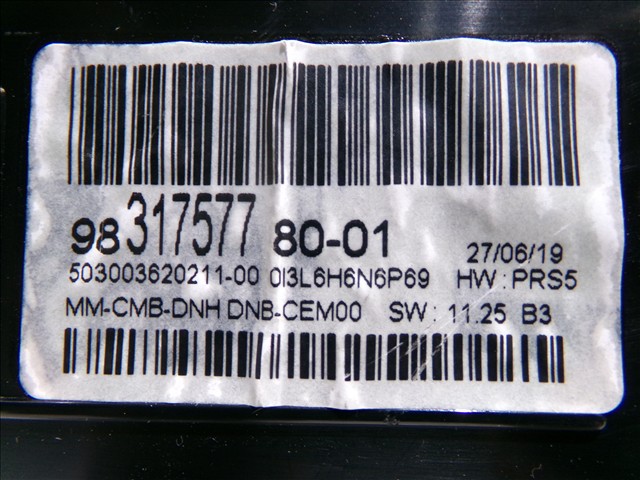 98 317577 80-01
27/06/19
503003620211-00 0I3L6H6N6P69 HW : PRS5
MM-CMB-DNH DNB-CEM00 SW : 11.25 B3